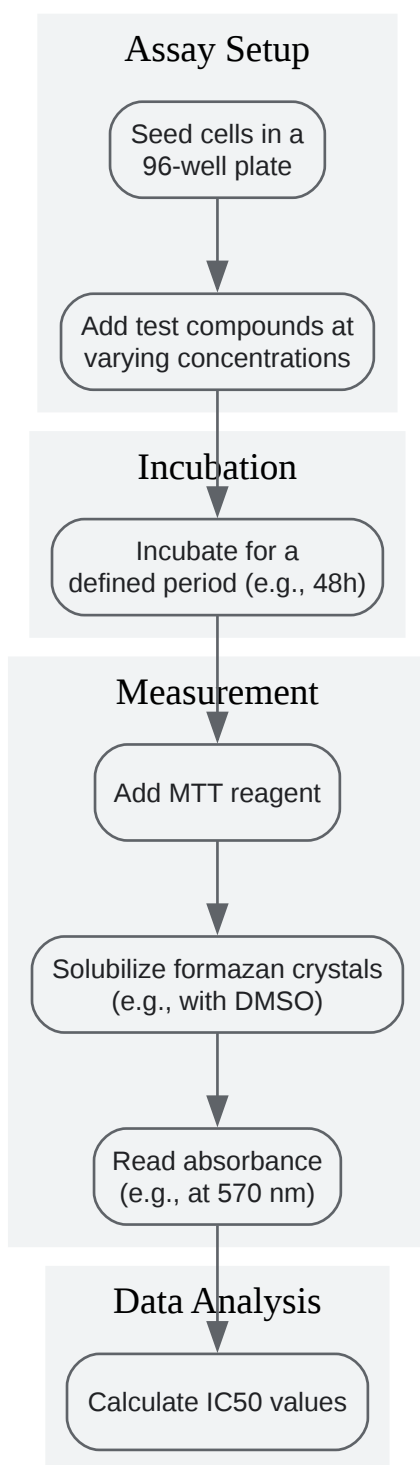 Assay Setup
Seed cells in a
96-well plate
Add test compounds at
varying concentrations
Incubation
Incubate for a
defined period (e.g., 48h)
Measurement
Add MTT reagent
Solubilize formazan crystals
(e.g., with DMSO)
Read absorbance
(e.g., at 570 nm)
Data Analysis
Calculate IC50 values